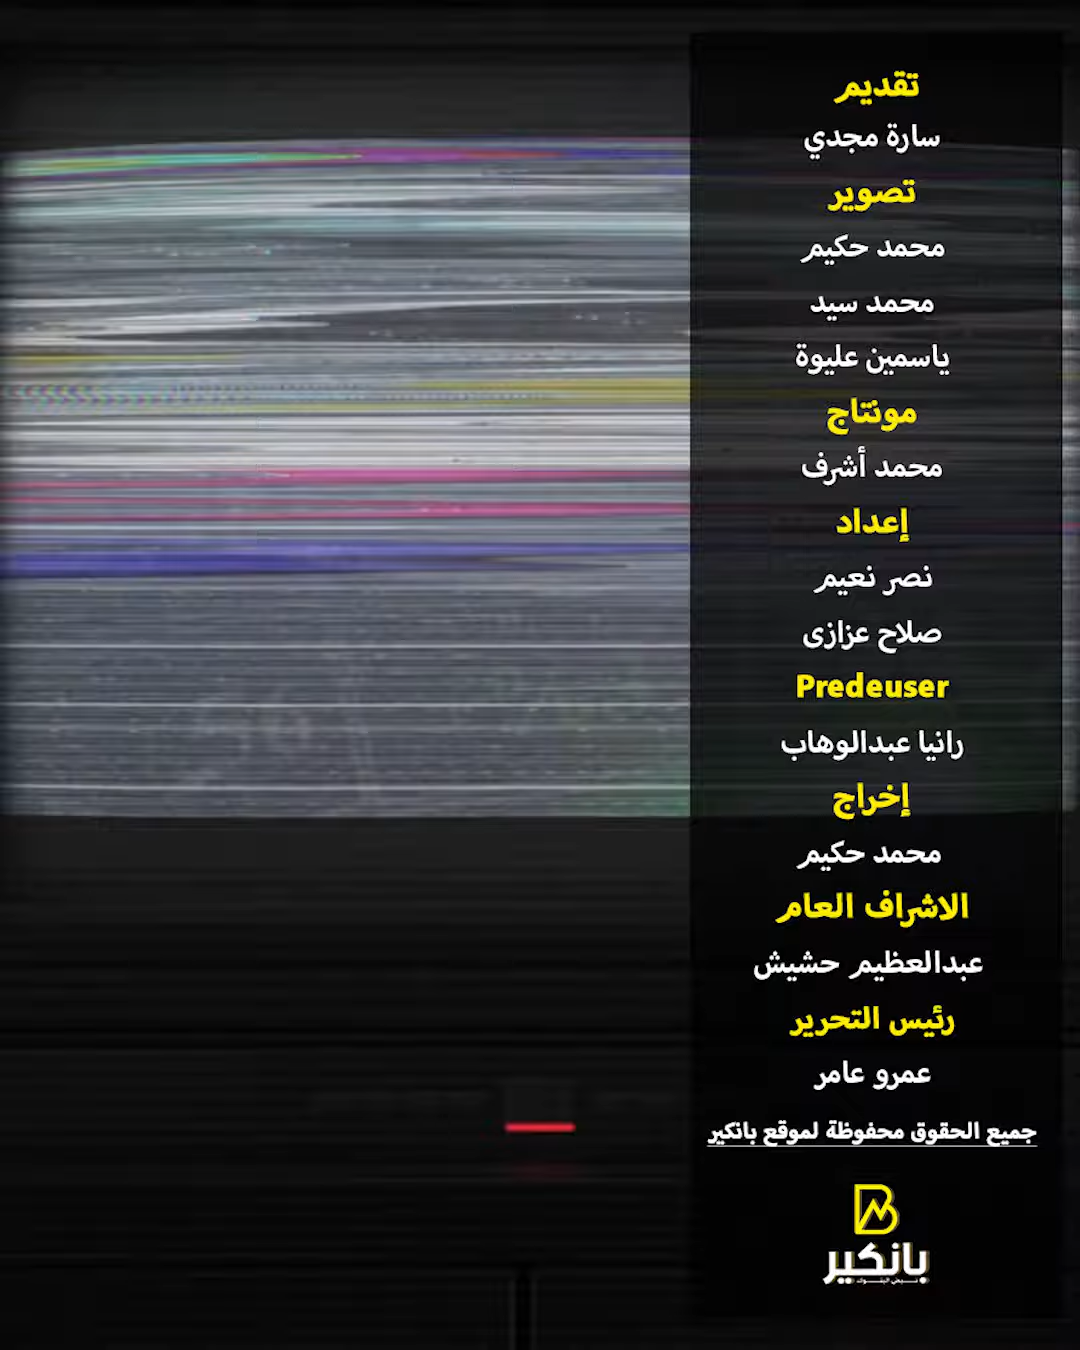 تقديم
سارة مجدي
تصوير
محمد حكيم
محمد سيد
ياسمين عليوة
مونتاج
محمد أشرف
إعداد
نصر نعيم
صلاح عزازى
Predeuser
رانيا عبدالوهاب
إخراج
محمد حكيم
الاشراف العام
عبدالعظيم حشيش
رئيس التحرير
عمرو عامر
جميع الحقوق محفوظة لموقع بانكير
بانكير
نبض البنوك